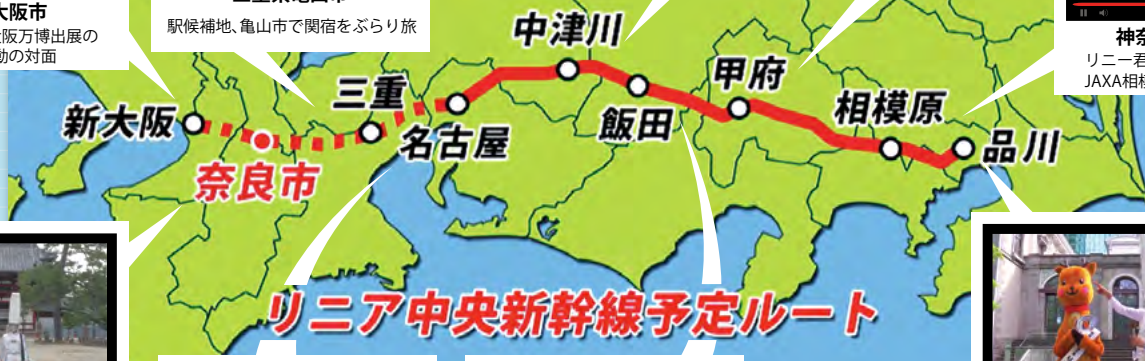 大阪市
阪万博出展の
動の対面
駅候補地、亀山市で関宿をぶらり旅
神奈
リニー君
JAXA相模
中津川
甲府
三重
相模原
新大阪
名古屋
飯田
品川
奈良市
リニア中央新幹線予定ルート